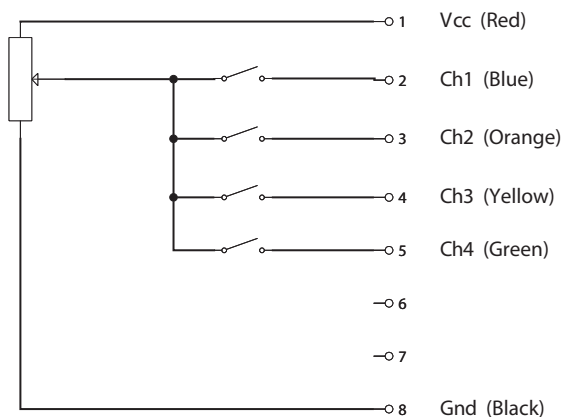 1 Vcc (Red)
2 Ch1 (Blue)
3 Ch2 (Orange)
4 Ch3 (Yellow)
5 Ch4 (Green)
6
7
8 Gnd (Black)